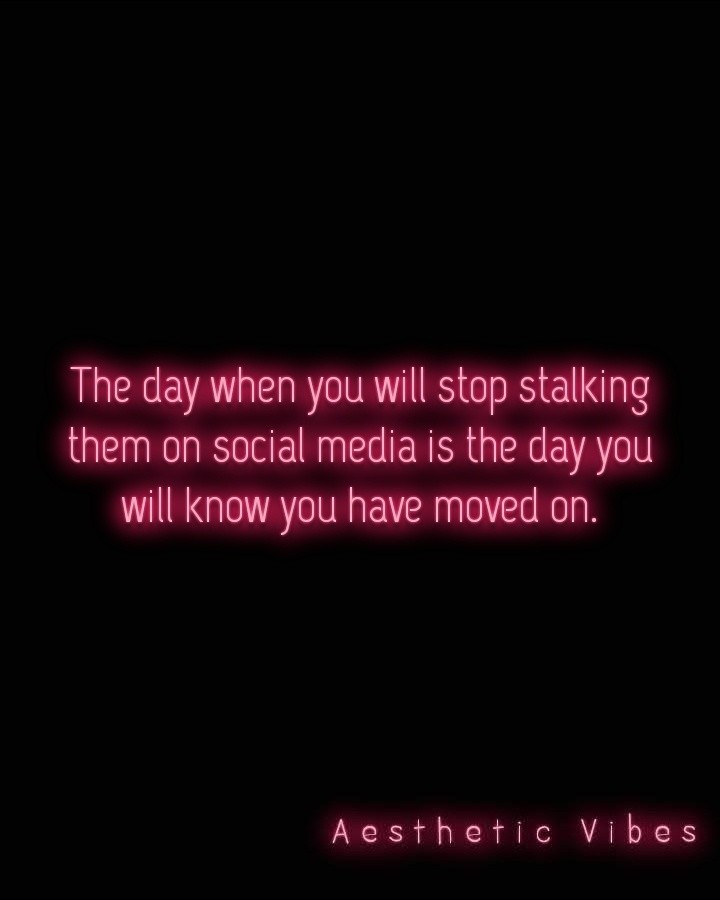 The day when you will stop stalking
them on social media is the day you
will know you have moved on.
Aesthetic Vibes